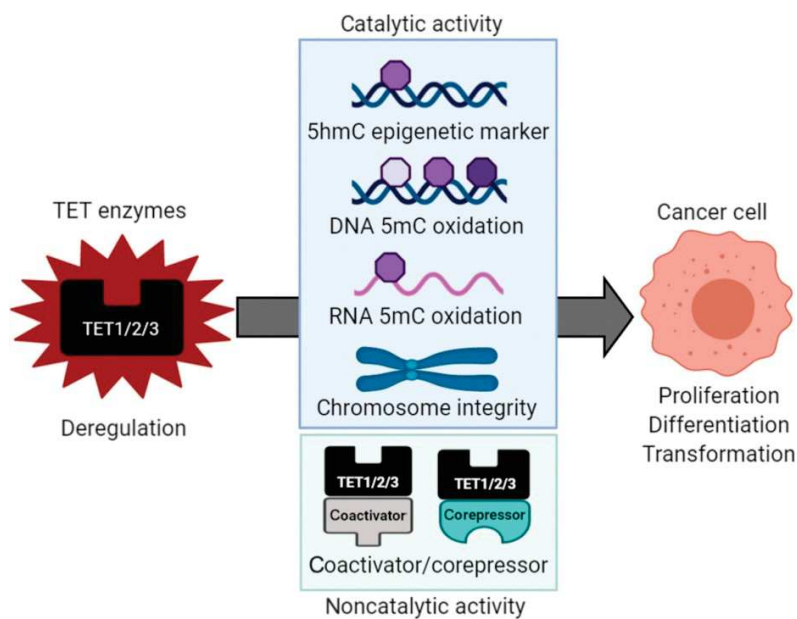 Catalytic activity
5hmC epigenetic marker
DNA 5mC oxidation
RNA 5mC oxidation
Chromosome integrity
TET enzymes
TET1/2/3
Deregulation
Cancer cell
Proliferation
Differentiation
Transformation
TET1/2/3
TET1/2/3
Coactivator
Corepressor
Coactivator/corepressor
Noncatalytic activity